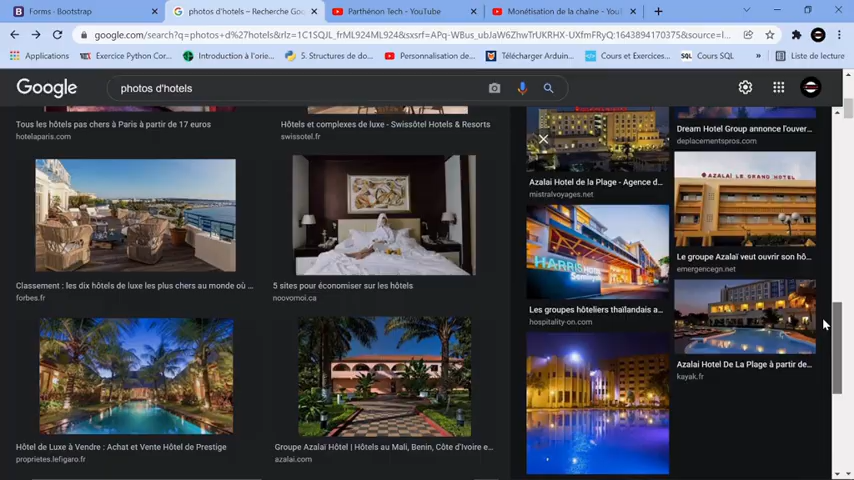 Forms · Bootstrap
photos d'hotels – Recherche Goo
Parthénon Tech. - YouTube
Monétisation de la chaîne - YouT
google.com/search?q=photos+d%27hotels&rlz=1C1SQJL_frML924ML924&sxsrf=APq-WBus_ubJaW6ZhwTrUKRHX-UXfmFRyQ:1643894170375&source=l...
Applications
Exercice Python Cor...
Introduction à l'orie...
5. Structures de do...
Personnalisation de...
Télécharger Arduin...
Cours et Exercices...
SQL
Cours SQL
»
Liste de lecture
Google
photos d'hotels
Tous les hôtels pas chers à Paris à partir de 17 euros
hotelaparis.com
Hôtels et complexes de luxe - Swissôtel Hotels & Resorts
swissotel.fr
Classement : les dix hôtels de luxe les plus chers au monde où ...
forbes.fr
5 sites pour économiser sur les hôtels
noovomoi.ca
Hôtel de Luxe à Vendre : Achat et Vente Hôtel de Prestige
proprietes.lefigaro.fr
Groupe Azalaï Hôtel | Hôtels au Mali, Benin, Côte d'Ivoire e...
azalai.com
Azalai Hotel de la Plage - Agence d...
mistralvoyages.net
HARRIS HOTEL
Seminyak
Les groupes hôteliers thaïlandais a...
hospitality-on.com
Dream Hotel Group annonce l'ouver...
deplacementspros.com
AZALAÏ LE GRAND HOTEL
Le groupe Azalaï veut ouvrir son hô...
emergencegn.net
Azalai Hotel De La Plage à partir de...
kayak.fr